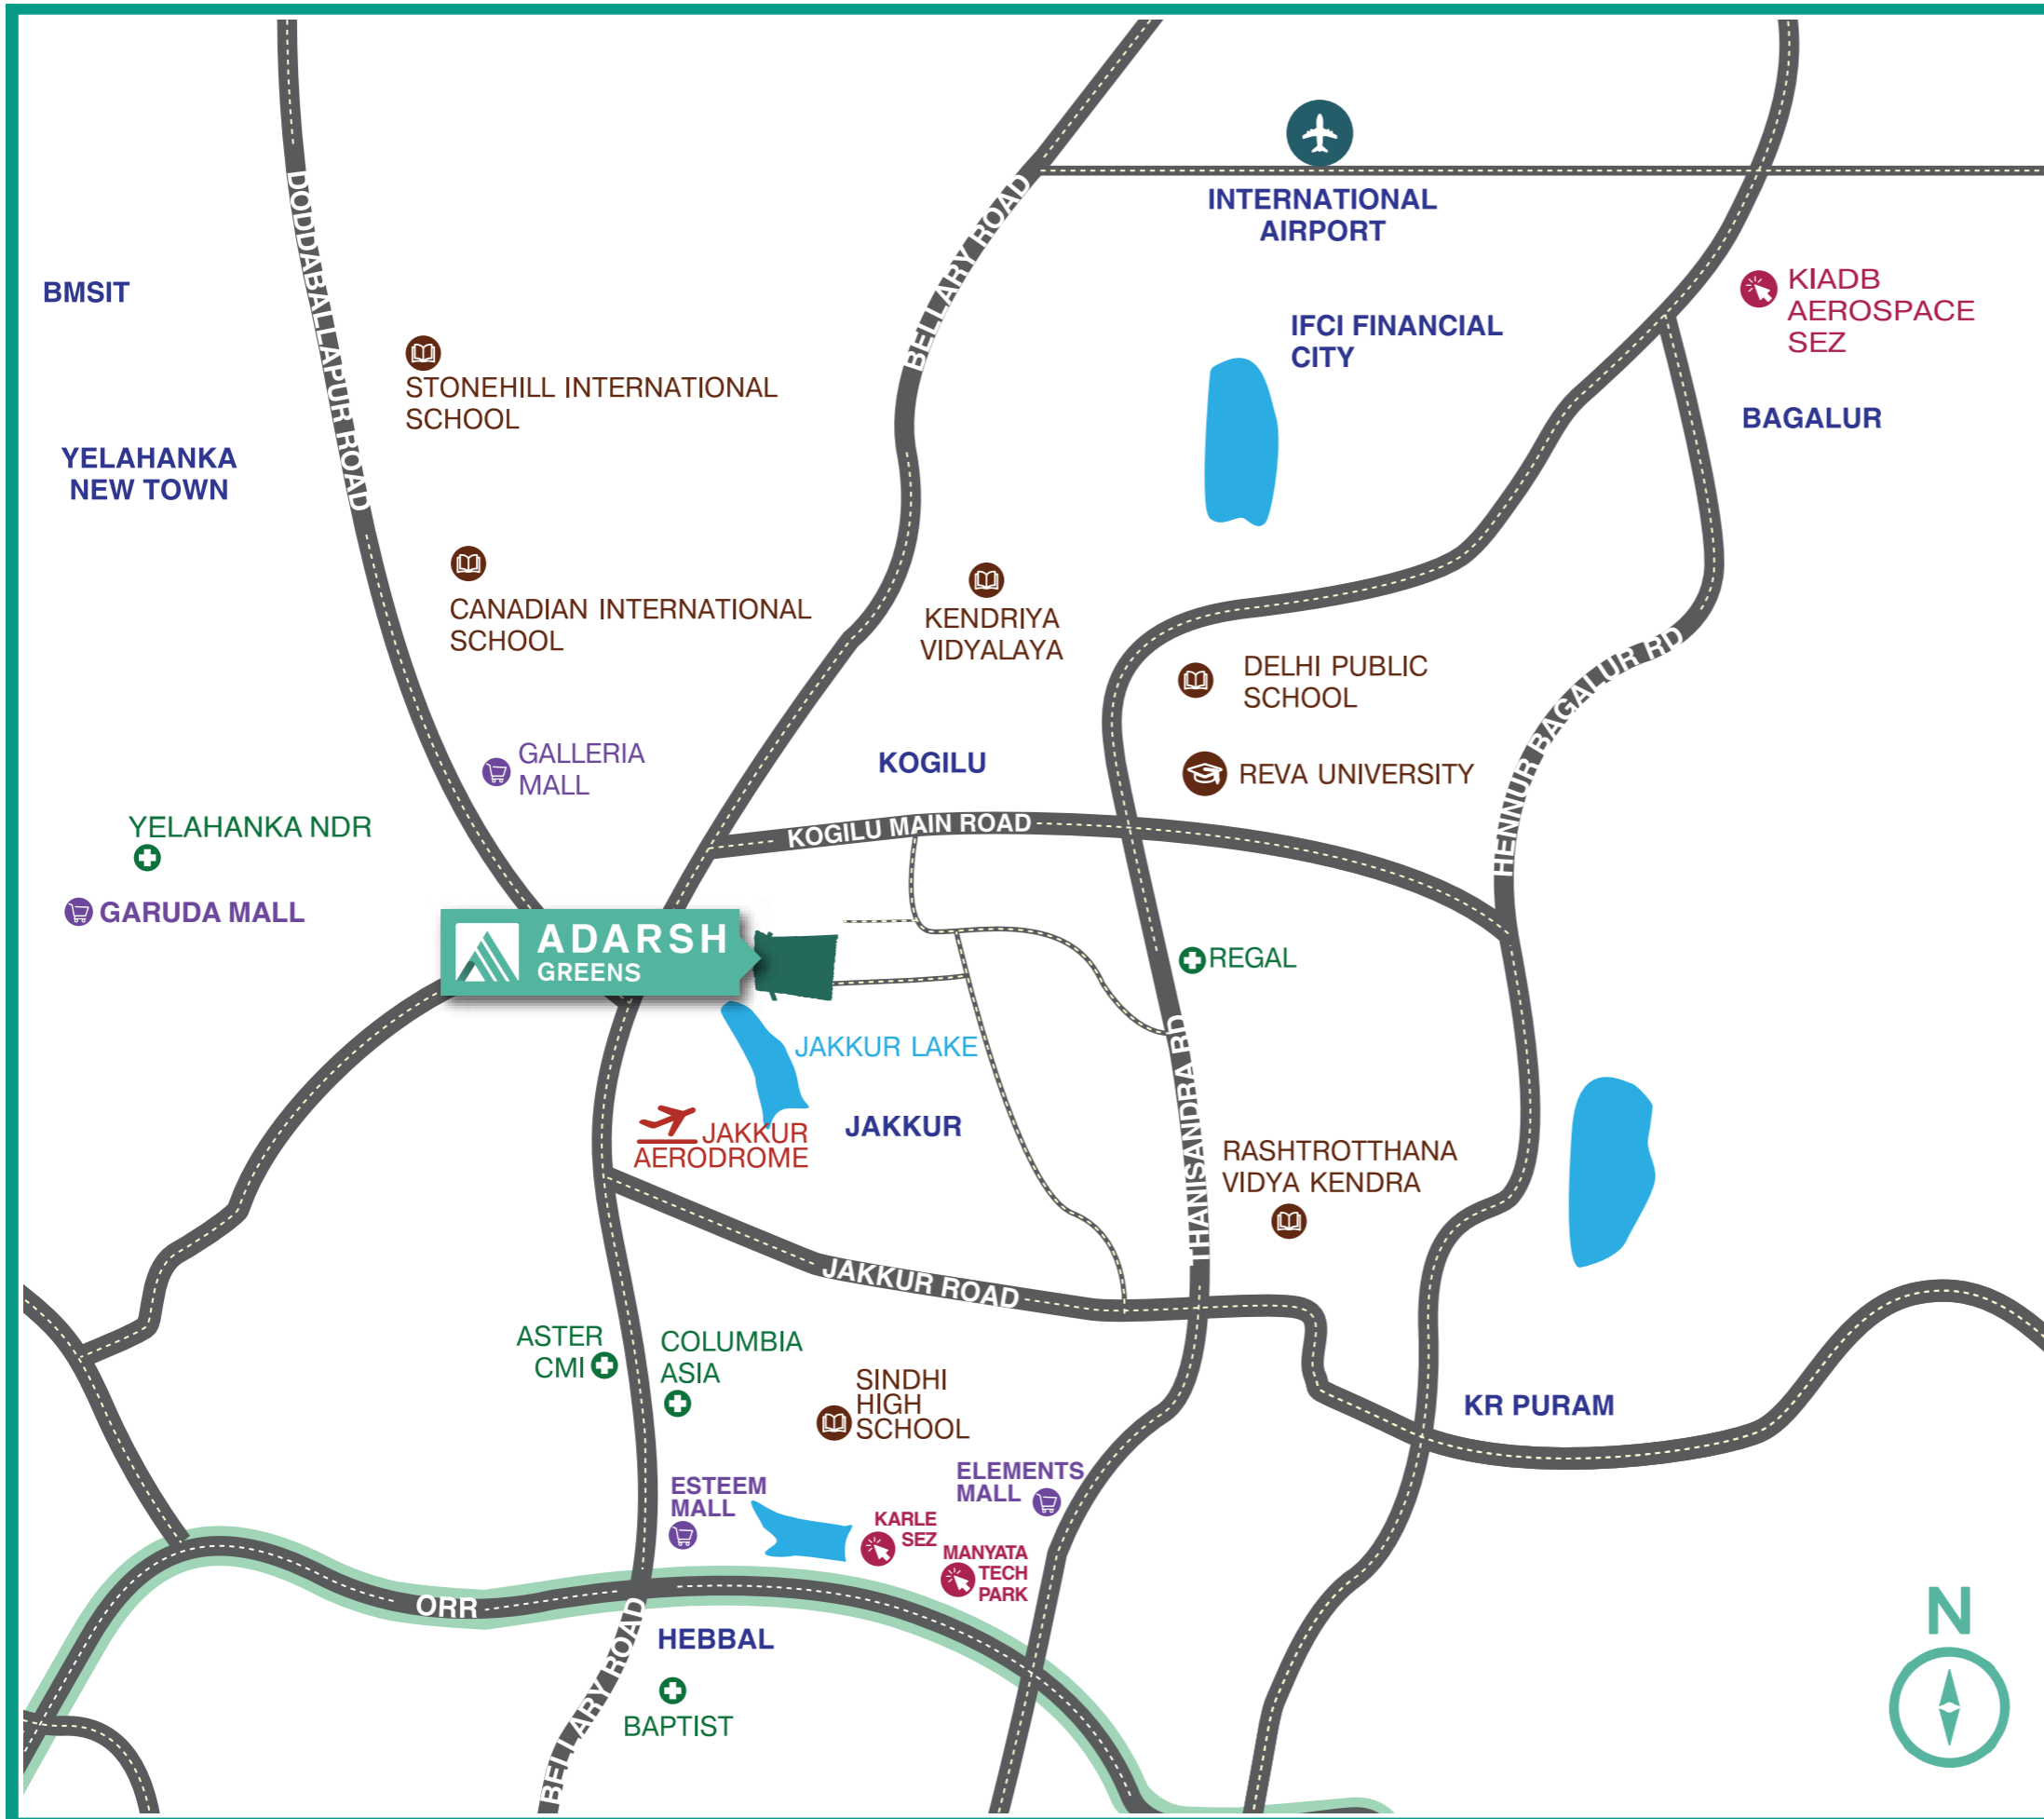 INTERNATIONAL
AIRPORT
DODDABALLAPUR ROAD
BELLARY ROAD
BMSIT
KIADB
AEROSPACE
SEZ
IFCI FINANCIAL
CITY
STONEHILL INTERNATIONAL
SCHOOL
BAGALUR
YELAHANKA
NEW TOWN
CANADIAN INTERNATIONAL
SCHOOL
KENDRIYA
VIDYALAYA
DELHI PUBLIC
SCHOOL
HENNUR BAGALUR RD
GALLERIA
MALL
KOGILU
REVA UNIVERSITY
YELAHANKA NDR
KOGILU MAIN ROAD
GARUDA MALL
ADARSH
GREENS
REGAL
JAKKUR LAKE
THANISANDRA RD
JAKKUR
AERODROME
JAKKUR
RASHTROTTHANA
VIDYA KENDRA
JAKKUR ROAD
ASTER
CMI
COLUMBIA
ASIA
SINDHI
HIGH
SCHOOL
KR PURAM
ESTEEM
MALL
ELEMENTS
MALL
KARLE
SEZ
MANYATA
TECH
PARK
ORR
HEBBAL
BELLARY ROAD
BAPTIST
N